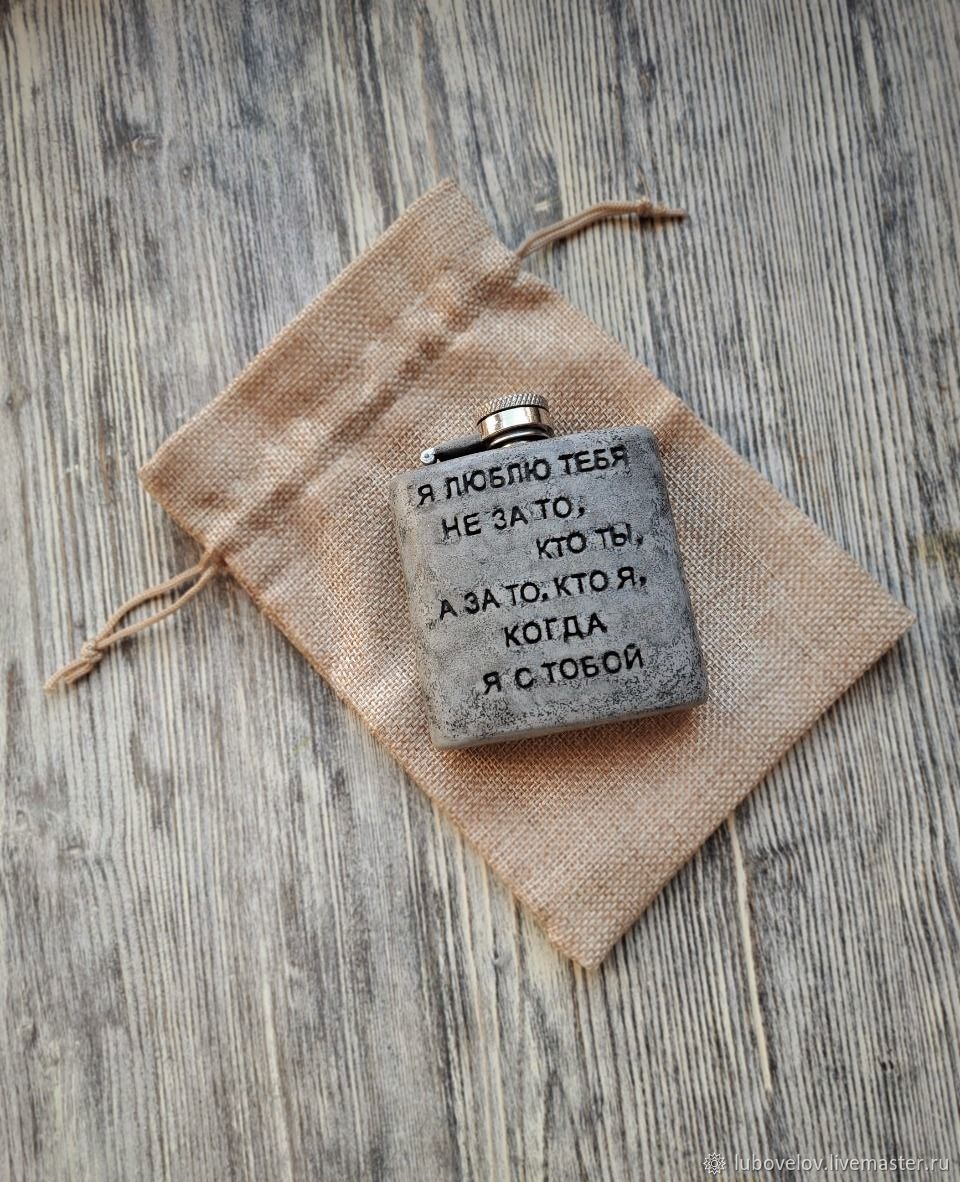 Я ЛЮБЛЮ ТЕБЯ
НЕ ЗА ТО,
КТО ТЫ,
А ЗА ТО, КТО Я,
КОГДА
Я С ТОБОЙ
lubovelov.livemaster.ru